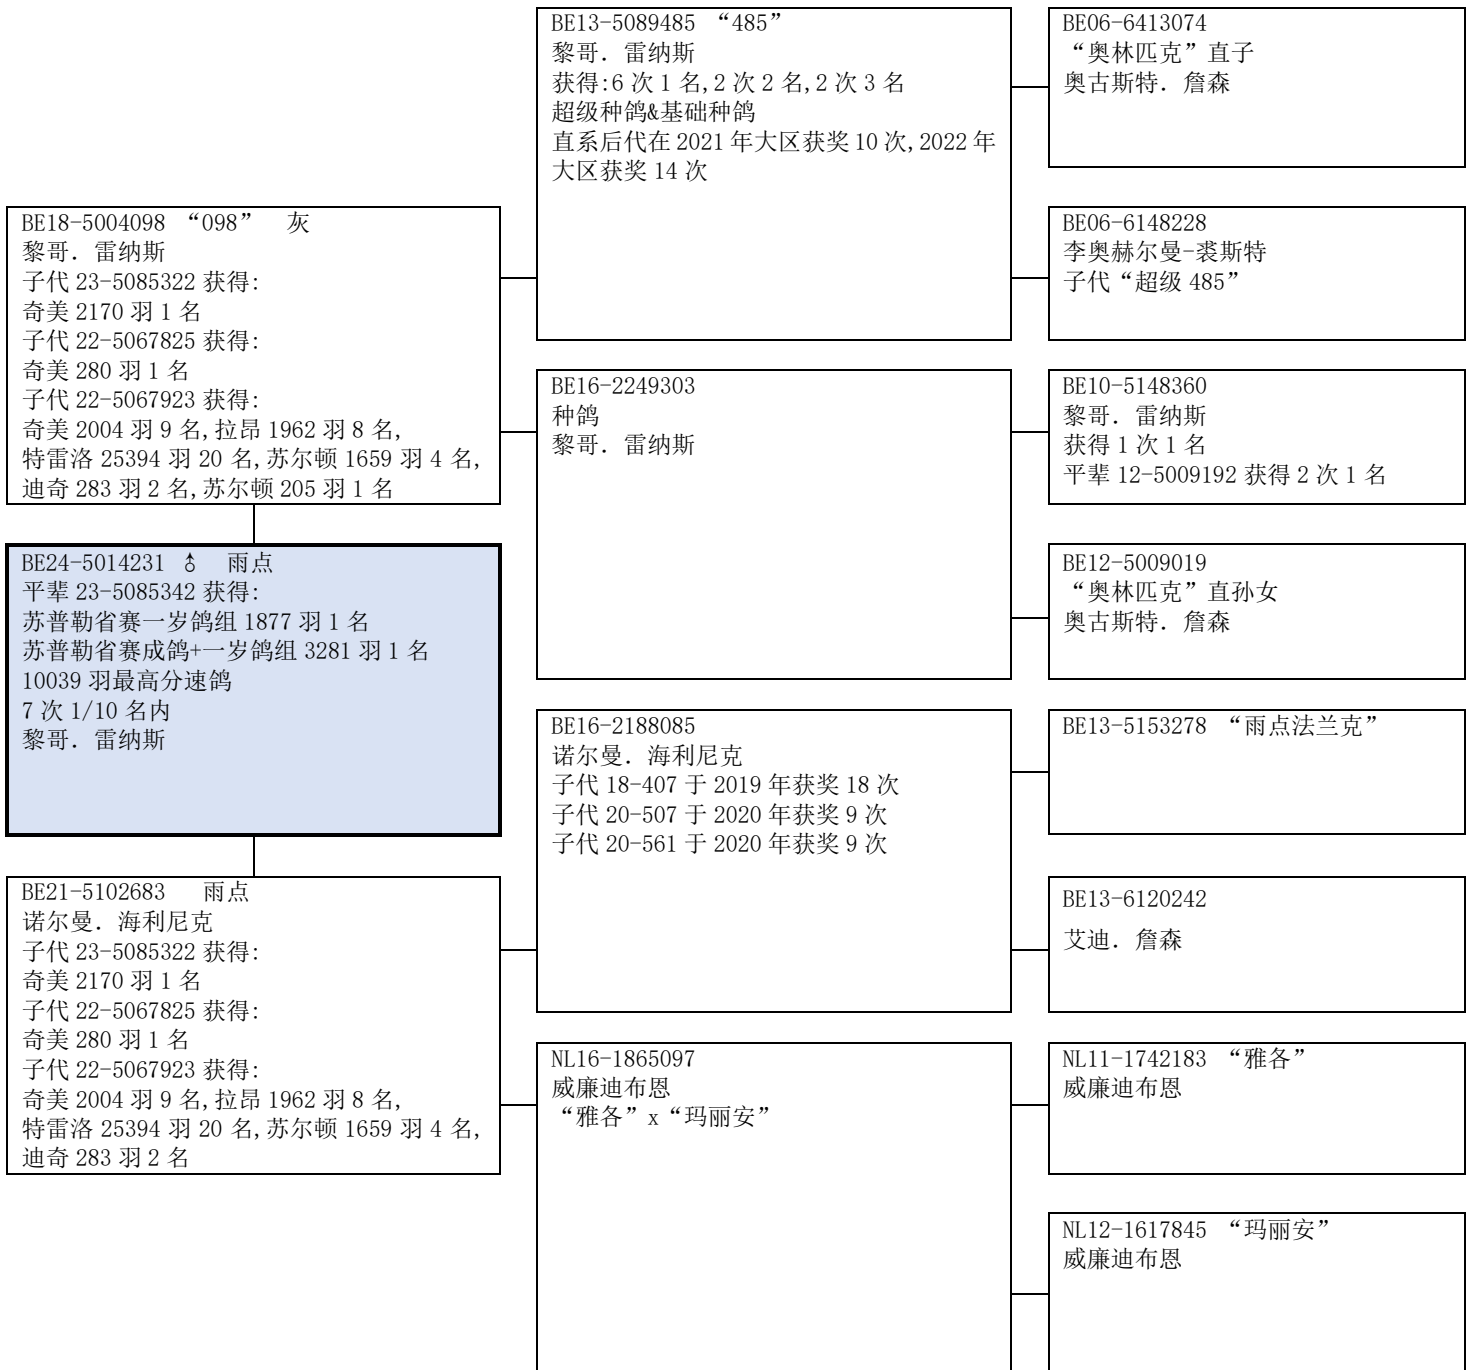 BE18-5004098 “098” 灰
黎哥. 雷纳斯
子代 23-5085322 获得:
奇美 2170 羽 1 名
子代 22-5067825 获得:
奇美 280 羽 1 名
子代 22-5067923 获得:
奇美 2004 羽 9 名,拉昂 1962 羽 8 名,
特雷洛 25394 羽 20 名,苏尔顿 1659 羽 4 名,
迪奇 283 羽 2 名,苏尔顿 205 羽 1 名
BE24-5014231 ♂ 雨点
平辈 23-5085342 获得:
苏普勒省赛一岁鸽组 1877 羽 1 名
苏普勒省赛成鸽+一岁鸽组 3281 羽 1 名
10039 羽最高分速鸽
7 次 1/10 名内
黎哥. 雷纳斯
BE21-5102683 雨点
诺尔曼. 海利尼克
子代 23-5085322 获得:
奇美 2170 羽 1 名
子代 22-5067825 获得:
奇美 280 羽 1 名
子代 22-5067923 获得:
奇美 2004 羽 9 名,拉昂 1962 羽 8 名,
特雷洛 25394 羽 20 名,苏尔顿 1659 羽 4 名,
迪奇 283 羽 2 名
BE13-5089485 “485”
黎哥. 雷纳斯
获得:6 次 1 名,2 次 2 名,2 次 3 名
超级种鸽&基础种鸽
直系后代在 2021 年大区获奖 10 次,2022 年
大区获奖 14 次
BE16-2249303
种鸽
黎哥. 雷纳斯
BE16-2188085
诺尔曼. 海利尼克
子代 18-407 于 2019 年获奖 18 次
子代 20-507 于 2020 年获奖 9 次
子代 20-561 于 2020 年获奖 9 次
NL16-1865097
威廉迪布恩
“雅各”x“玛丽安”
BE06-6413074
“奥林匹克”直子
奥古斯特. 詹森
BE06-6148228
李奥赫尔曼-裘斯特
子代“超级 485”
BE10-5148360
黎哥. 雷纳斯
获得 1 次 1 名
平辈 12-5009192 获得 2 次 1 名
BE12-5009019
“奥林匹克”直孙女
奥古斯特. 詹森
BE13-5153278 “雨点法兰克”
BE13-6120242
艾迪. 詹森
NL11-1742183 “雅各”
威廉迪布恩
NL12-1617845 “玛丽安”
威廉迪布恩